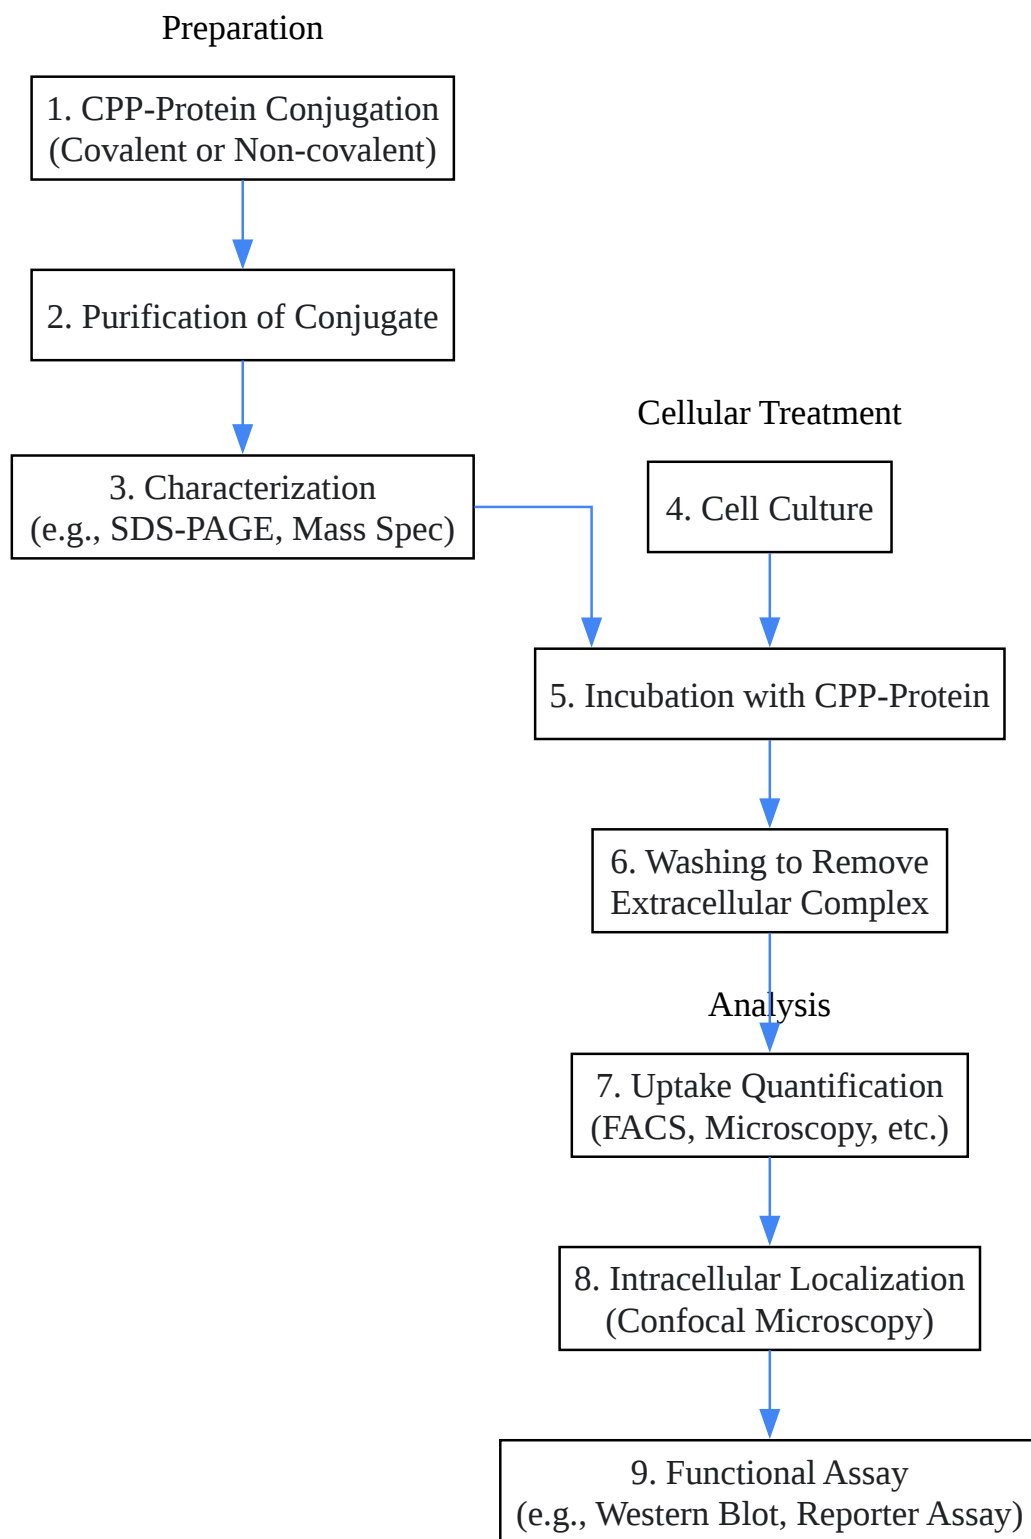 Preparation
1. CPP-Protein Conjugation
(Covalent or Non-covalent)
2. Purification of Conjugate
3. Characterization
(e.g., SDS-PAGE, Mass Spec)
Cellular Treatment
4. Cell Culture
5. Incubation with CPP-Protein
6. Washing to Remove
Extracellular Complex
Analysis
7. Uptake Quantification
(FACS, Microscopy, etc.)
8. Intracellular Localization
(Confocal Microscopy)
9. Functional Assay
(e.g., Western Blot, Reporter Assay)